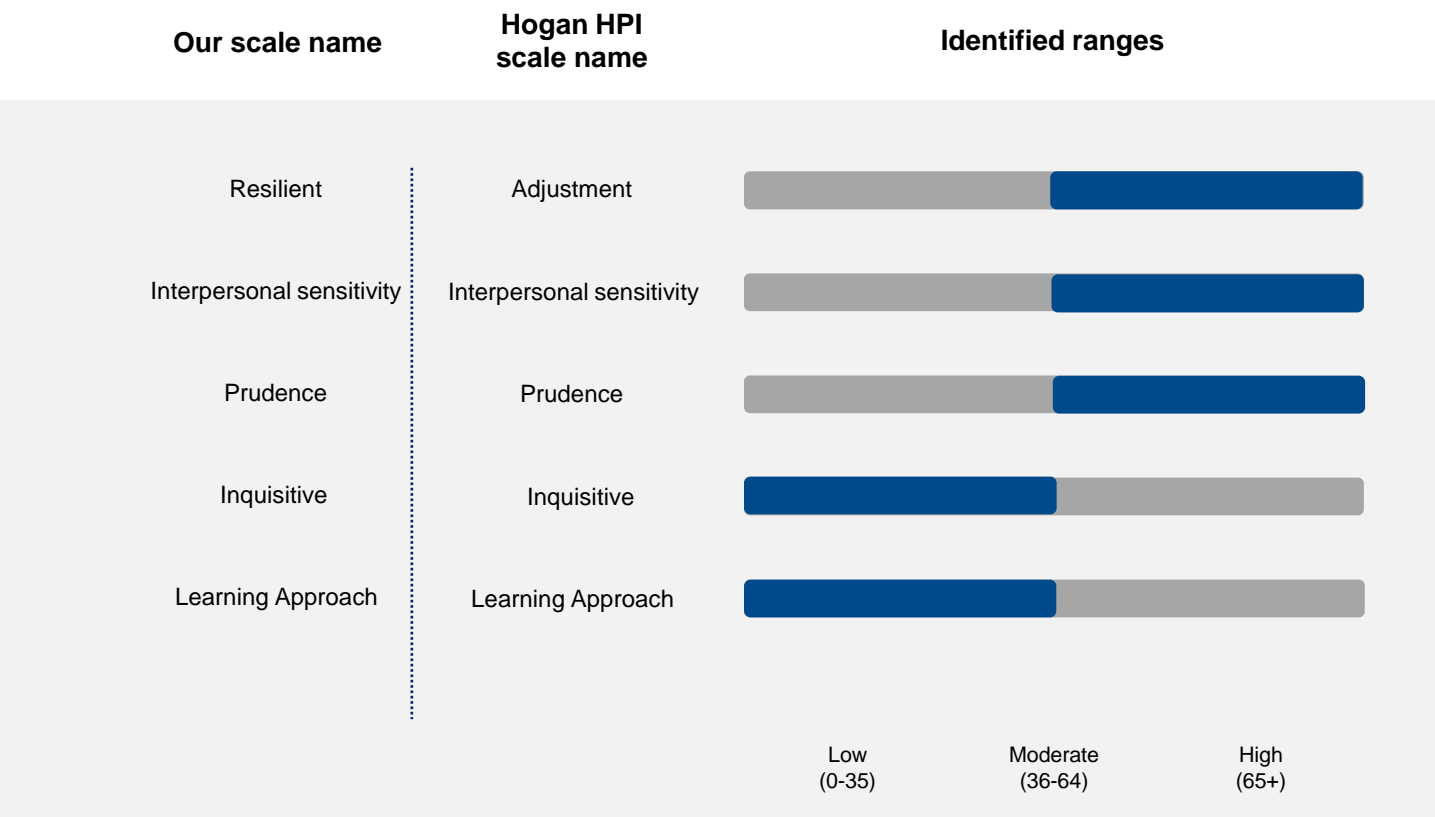 Our scale name
Hogan HPI
scale name
Identified ranges
Resilient
Adjustment
Interpersonal sensitivity
Interpersonal sensitivity
Prudence
Prudence
Inquisitive
Inquisitive
Learning Approach
Learning Approach
Low
(0-35)
Moderate
(36-64)
High
(65+)